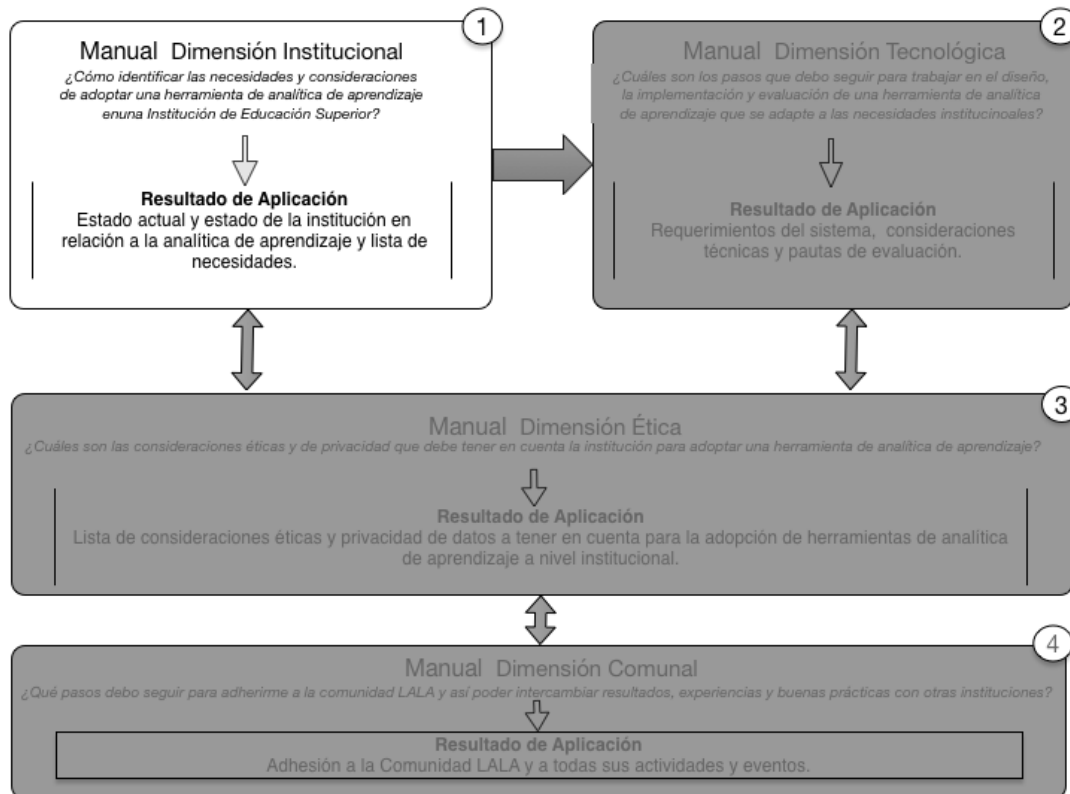 1
Manual Dimensión Institucional
¿Cómo identificar las necesidades y consideraciones
de adoptar una herramienta de analítica de aprendizaje
enuna Institución de Educación Superior?
Resultado de Aplicación
Estado actual y estado de la institución en
relación a la analítica de aprendizaje y lista de
necesidades.
2
Manual Dimensión Tecnológica
¿Cuáles son los pasos que debo seguir para trabajar en el diseño,
la implementación y evaluación de una herramienta de analítica
de aprendizaje que se adapte a las necesidades institucinoales?
Resultado de Aplicación
Requerimientos del sistema, consideraciones
técnicas y pautas de evaluación.
3
Manual Dimensión Ética
¿Cuáles son las consideraciones éticas y de privacidad que debe tener en cuenta la institución para adoptar una herramienta de analítica de aprendizaje?
Resultado de Aplicación
Lista de consideraciones éticas y privacidad de datos a tener en cuenta para la adopción de herramientas de analítica
de aprendizaje a nivel institucional.
4
Manual Dimensión Comunal
¿Qué pasos debo seguir para adherirme a la comunidad LALA y así poder intercambiar resultados, experiencias y buenas prácticas con otras instituciones?
Resultado de Aplicación
Adhesión a la Comunidad LALA y a todas sus actividades y eventos.